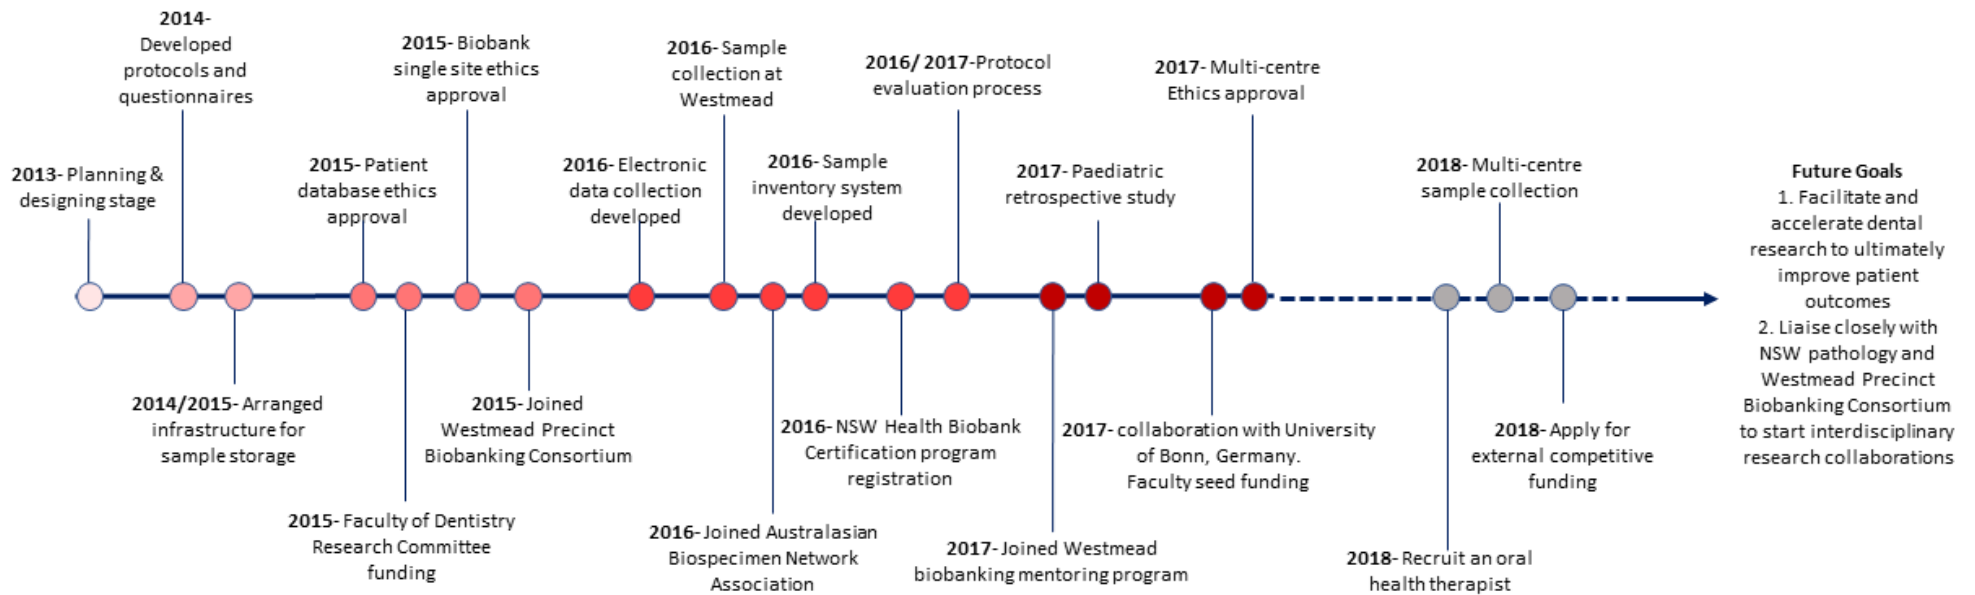 2014-
Developed
protocols and
questionnaires
2015- Biobank
single site ethics
approval
2016- Sample
collection at
Westmead
2016/ 2017-Protocol
evaluation process
2017- Multi-centre
Ethics approval
2013- Planning &
designing stage
2015- Patient
database ethics
approval
2016- Electronic
data collection
developed
2016- Sample
inventory system
developed
2017- Paediatric
retrospective study
2018- Multi-centre
sample collection
Future Goals
1. Facilitate and
accelerate dental
research to ultimately
improve patient
outcomes
2. Liaise closely with
NSW pathology and
Westmead Precinct
Biobanking Consortium
to start interdisciplinary
research collaborations
2014/2015- Arranged
infrastructure for
sample storage
2015- Joined
Westmead Precinct
Biobanking Consortium
2016- NSW Health Biobank
Certification program
registration
2017- collaboration with University
of Bonn, Germany.
Faculty seed funding
2018- Apply for
external competitive
funding
2015- Faculty of Dentistry
Research Committee
funding
2016- Joined Australasian
Biospecimen Network
Association
2017- Joined Westmead
biobanking mentoring program
2018- Recruit an oral
health therapist